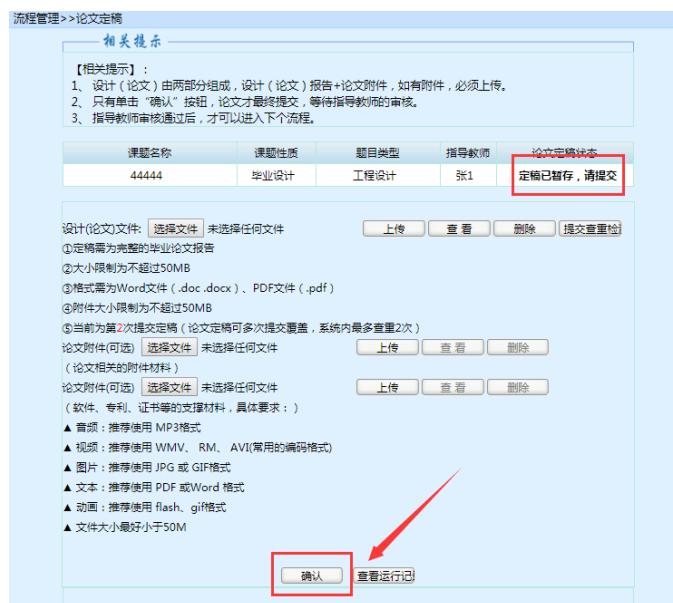 流程管理>>论文定稿
相关提示
【相关提示】：
1、 设计（论文）由两部分组成，设计（论文）报告+论文附件，如有附件，必须上传。
2、 只有单击“确认”按钮，论文才最终提交，等待指导教师的审核。
3、 指导教师审核通过后，才可以进入下个流程。
课题名称 课题性质 题目类型 指导教师 论文定稿状态
44444 毕业设计 工程设计 张1 定稿已暂存，请提交
设计(论文)文件: 选择文件 未选择任何文件 上传 查看 删除 提交查重检
①定稿需为完整的毕业论文报告
②大小限制为不超过50MB
③格式需为Word文件（.doc .docx）、PDF文件（.pdf）
④附件大小限制为不超过50MB
⑤当前为第2次提交定稿（论文定稿可多次提交覆盖，系统内最多查重2次）
论文附件(可选) 选择文件 未选择任何文件 上传 查看 删除
（论文相关的附件材料）
论文附件(可选) 选择文件 未选择任何文件 上传 查看 删除
（软件、专利、证书等的支撑材料，具体要求：）
▲ 音频：推荐使用 MP3格式
▲ 视频：推荐使用 WMV、 RM、 AVI(常用的编码格式)
▲ 图片：推荐使用 JPG 或 GIF格式
▲ 文本：推荐使用 PDF 或Word 格式
▲ 动画：推荐使用 flash、gif格式
▲ 文件大小最好小于50M
确认 查看运行记